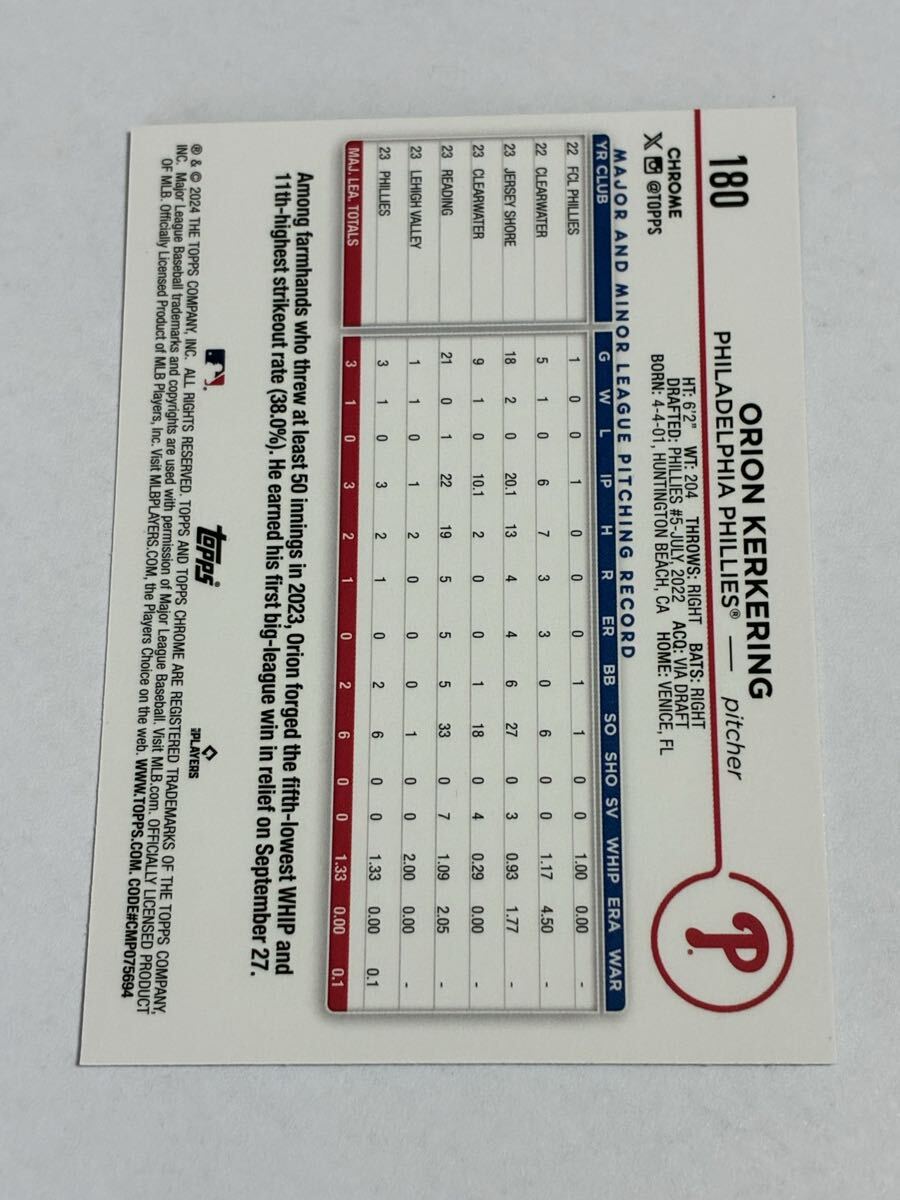 180
ORION KERKERING
PHILADELPHIA PHILLIES® — pitcher
P
CHROME
X @TOPPS
HT: 6'2" WT: 204 THROWS: RIGHT BATS: RIGHT
DRAFTED: PHILLIES #5-JULY, 2022 ACQ: VIA DRAFT
BORN: 4-4-01, HUNTINGTON BEACH, CA HOME: VENICE, FL
MAJOR AND MINOR LEAGUE PITCHING RECORD
YR CLUB G W L IP H R ER BB SO SHO SV WHIP ERA WAR
22 FCL PHILLIES 1 0 0 1 0 0 0 1 1 0 0 1.00 0.00 -
22 CLEARWATER 5 1 0 6 7 3 3 0 6 0 0 1.17 4.50 -
23 JERSEY SHORE 18 2 0 20.1 13 4 4 6 27 0 3 0.93 1.77 -
23 CLEARWATER 9 1 0 10.1 2 0 0 1 18 0 4 0.29 0.00 -
23 READING 21 0 1 22 19 5 5 5 33 0 7 1.09 2.05 -
23 LEHIGH VALLEY 1 1 0 1 2 0 0 0 1 0 0 2.00 0.00 -
23 PHILLIES 3 1 0 3 2 1 0 2 6 0 0 1.33 0.00 0.1
MAJ. LEA. TOTALS 3 1 0 3 2 1 0 2 6 0 0 1.33 0.00 0.1
Among farmhands who threw at least 50 innings in 2023, Orion forged the fifth-lowest WHIP and
11th-highest strikeout rate (38.0%). He earned his first big-league win in relief on September 27.
topps
PLAYERS
® & © 2024 THE TOPPS COMPANY, INC. ALL RIGHTS RESERVED. TOPPS AND TOPPS CHROME ARE REGISTERED TRADEMARKS OF THE TOPPS COMPANY,
INC. Major League Baseball trademarks and copyrights are used with permission of Major League Baseball. Visit MLB.com. OFFICIALLY LICENSED PRODUCT
OF MLB. Officially Licensed Product of MLB Players, Inc. Visit MLBPLAYERS.COM, the Players Choice on the web. WWW.TOPPS.COM. CODE#CMP075694